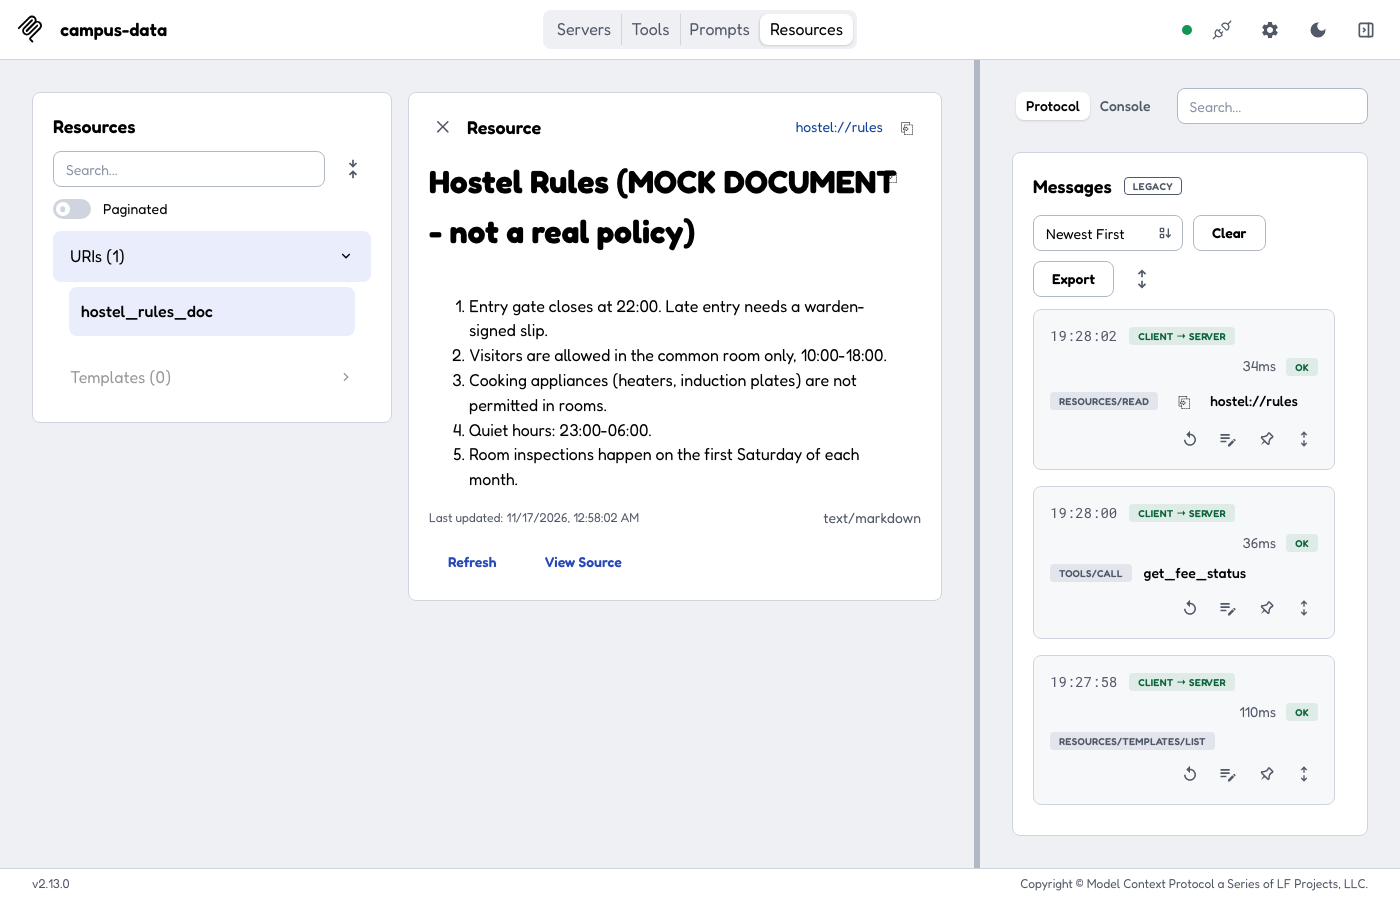 campus-data
Servers
Tools
Prompts
Resources
Resources
Search...
Paginated
URIs (1)
hostel_rules_doc
Templates (0)
Resource
hostel://rules
Hostel Rules (MOCK DOCUMENT
- not a real policy)
1. Entry gate closes at 22:00. Late entry needs a warden-
signed slip.
2. Visitors are allowed in the common room only, 10:00-18:00.
3. Cooking appliances (heaters, induction plates) are not
permitted in rooms.
4. Quiet hours: 23:00-06:00.
5. Room inspections happen on the first Saturday of each
month.
Last updated: 11/17/2026, 12:58:02 AM
text/markdown
Refresh
View Source
Protocol
Console
Search...
Messages
LEGACY
Newest First
Clear
Export
19:28:02
CLIENT → SERVER
34ms
OK
RESOURCES/READ
hostel://rules
19:28:00
CLIENT → SERVER
36ms
OK
TOOLS/CALL
get_fee_status
19:27:58
CLIENT → SERVER
110ms
OK
RESOURCES/TEMPLATES/LIST
v2.13.0
Copyright © Model Context Protocol a Series of LF Projects, LLC.